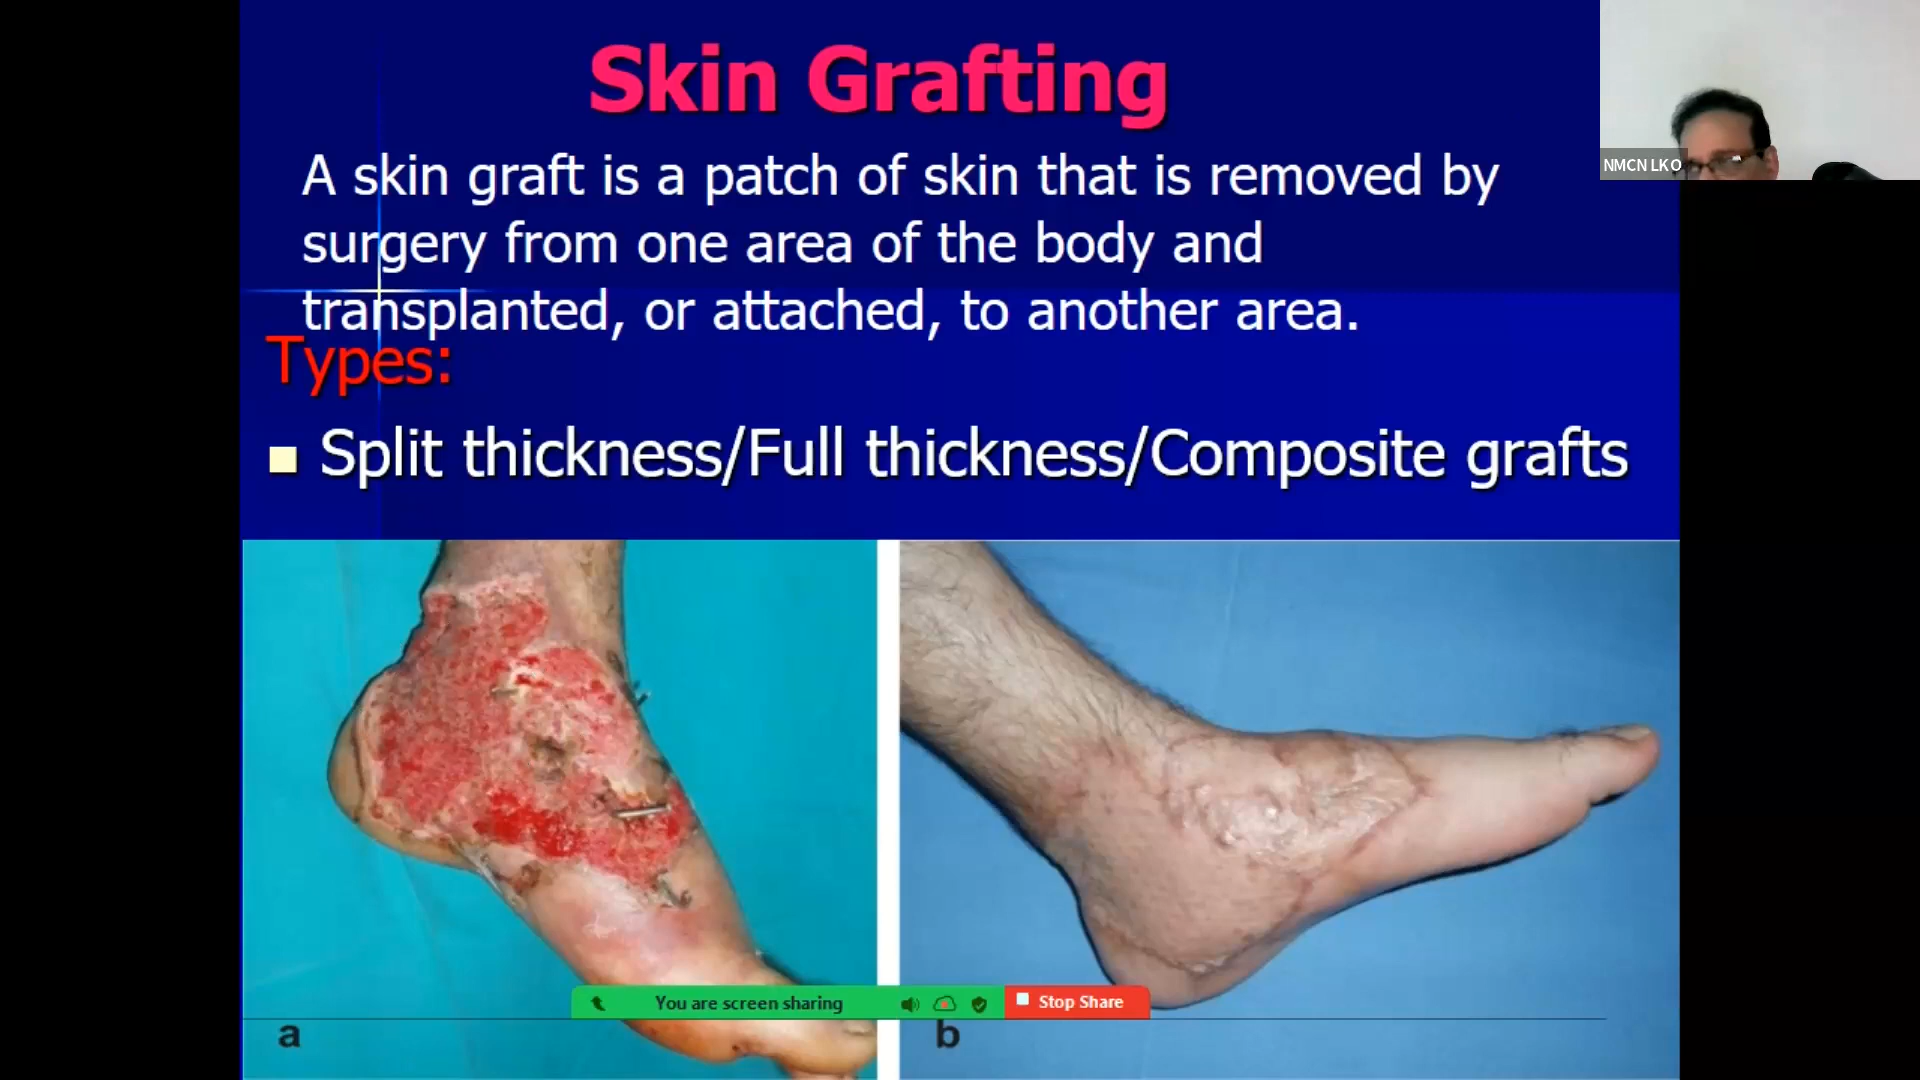 Skin Grafting
A skin graft is a patch of skin that is removed by
surgery from one area of the body and
transplanted, or attached, to another area.
Types:
Split thickness/Full thickness/Composite grafts
NMCN LKO
You are screen sharing
Stop Share
a
b